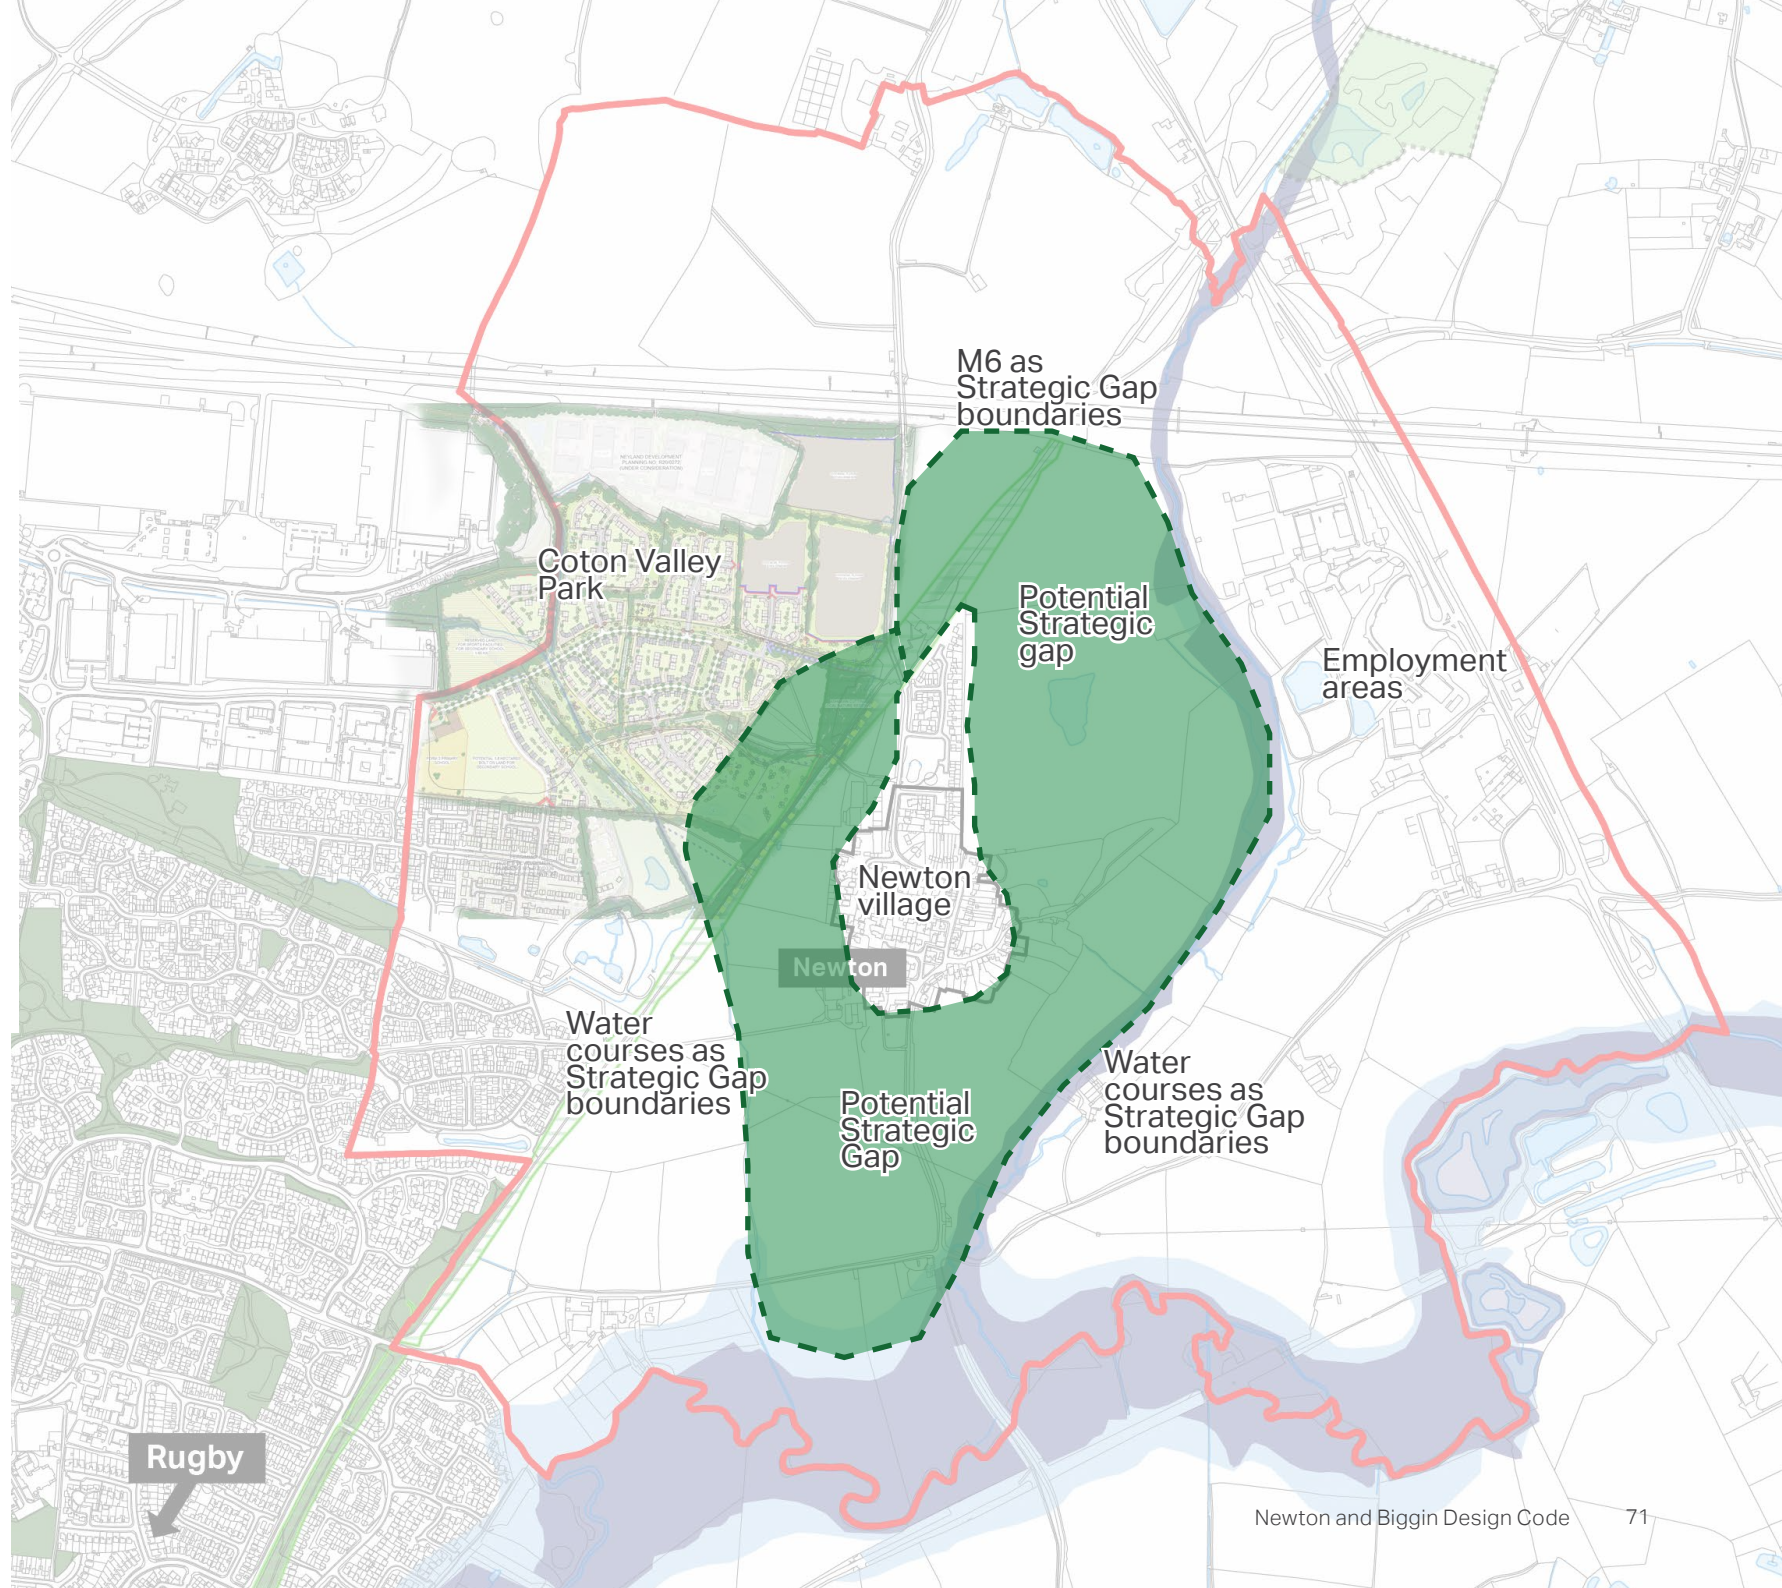 M6 as
Strategic Gap
boundaries
Coton Valley
Park
Potential
Strategic
gap
Employment
areas
Newton
village
Newton
Water
courses as
Strategic Gap
boundaries
Water
courses as
Strategic Gap
boundaries
Potential
Strategic
Gap
Rugby
Newton and Biggin Design Code 71